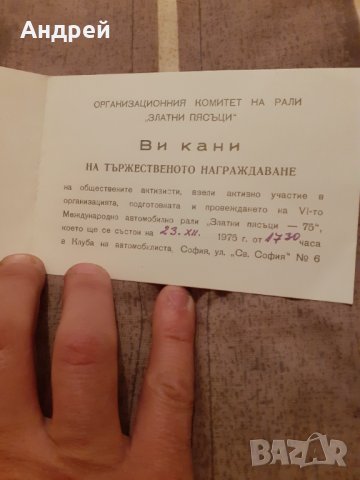 Андрей
ОРГАНИЗАЦИОННИЯ КОМИТЕТ НА РАЛИ
„ЗЛАТНИ ПЯСЪЦИ"
Ви кани
НА ТЪРЖЕСТВЕНОТО НАГРАЖДАВАНЕ
на обществените активисти, взели активно участие в
организацията, подготовката и провеждането на VI-то
Международно автомобилно рали „Златни пясъци — 75",
което ще се състои на 23. XII. 1975 г. от 1730 часа
в Клуба на автомобилиста, София, ул. „Св. София" № 6
BAZAR